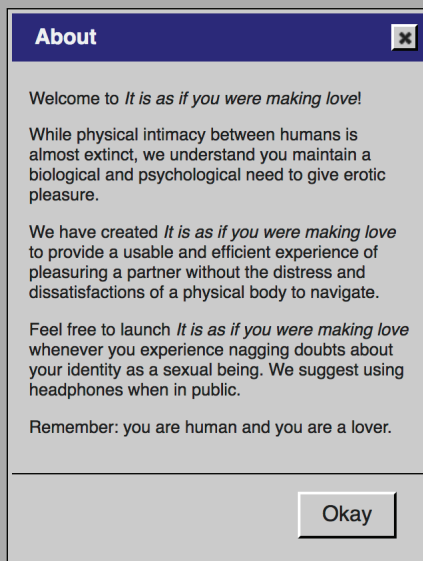 About
Welcome to It is as if you were making love!
While physical intimacy between humans is
almost extinct, we understand you maintain a
biological and psychological need to give erotic
pleasure.
We have created It is as if you were making love
to provide a usable and efficient experience of
pleasuring a partner without the distress and
dissatisfactions of a physical body to navigate.
Feel free to launch It is as if you were making love
whenever you experience nagging doubts about
your identity as a sexual being. We suggest using
headphones when in public.
Remember: you are human and you are a lover.
Okay